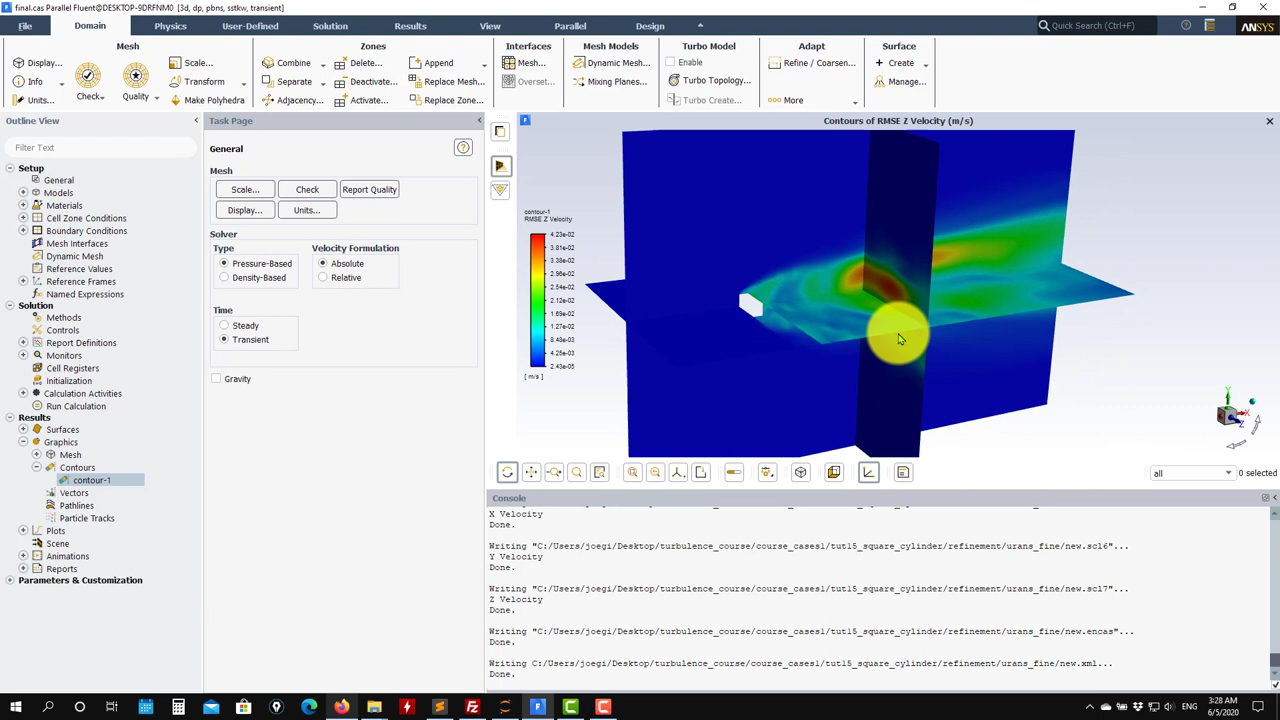 final.cas Parallel Fluent@DESKTOP-9DRFNM0 [3d, dp, pbns, sstkw, transient]
File Domain Physics User-Defined Solution Results View Parallel Design
Quick Search (Ctrl+F)
ANSYS
Mesh Zones Interfaces Mesh Models Turbo Model Adapt Surface
Display... Scale... Combine Delete... Append Mesh... Dynamic Mesh... Enable Refine / Coarsen... Create
Info Check Quality Transform Separate Deactivate... Replace Mesh... Overset... Mixing Planes... Turbo Topology... Manage...
Units... Make Polyhedra Adjacency... Activate... Replace Zone... Turbo Create... More
Outline View
Filter Text
Setup
General
Models
Materials
Cell Zone Conditions
Boundary Conditions
Mesh Interfaces
Dynamic Mesh
Reference Values
Reference Frames
Named Expressions
Solution
Methods
Controls
Report Definitions
Monitors
Cell Registers
Initialization
Calculation Activities
Run Calculation
Results
Surfaces
Graphics
Mesh
Contours
contour-1
Vectors
Pathlines
Particle Tracks
Plots
Scene
Animations
Reports
Parameters & Customization
Task Page
General
Mesh
Scale... Check Report Quality
Display... Units...
Solver
Type Velocity Formulation
Pressure-Based Absolute
Density-Based Relative
Time
Steady
Transient
Gravity
Contours of RMSE Z Velocity (m/s)
contour-1
RMSE Z Velocity
4.23e-02
3.81e-02
3.38e-02
2.96e-02
2.54e-02
2.12e-02
1.69e-02
1.27e-02
8.48e-03
4.25e-03
2.43e-05
[ m/s ]
Y
X
Z
all 0 selected
Console
X Velocity
Done.
Writing "C:/Users/joegi/Desktop/turbulence_course/course_cases1/tut15_square_cylinder/refinement/urans_fine/new.scl6"...
Y Velocity
Done.
Writing "C:/Users/joegi/Desktop/turbulence_course/course_cases1/tut15_square_cylinder/refinement/urans_fine/new.scl7"...
Z Velocity
Done.
Writing "C:/Users/joegi/Desktop/turbulence_course/course_cases1/tut15_square_cylinder/refinement/urans_fine/new.encas"...
Done.
Writing C:/Users/joegi/Desktop/turbulence_course/course_cases1/tut15_square_cylinder/refinement/urans_fine/new.xml...
Done.
ENG
3:28 AM
6/5/2020